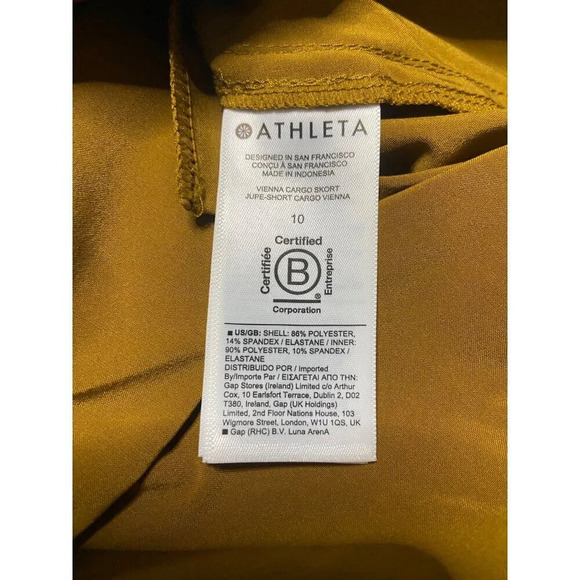 ATHLETA
DESIGNED IN SAN FRANCISCO
CONÇU À SAN FRANCISCO
MADE IN INDONESIA
VIENNA CARGO SKORT
JUPE-SHORT CARGO VIENNA
10
Certified
Certifiée
B
Entreprise
®
Corporation
■ US/GB: SHELL: 86% POLYESTER,
14% SPANDEX / ELASTANE / INNER:
90% POLYESTER, 10% SPANDEX /
ELASTANE
DISTRIBUIDO POR / Imported
By/Importe Par / ΕΙΣΑΓΕΤΑΙ ΑΠΟ ΤΗΝ:
Gap Stores (Ireland) Limited c/o Arthur
Cox, 10 Earlsfort Terrace, Dublin 2, D02
T380, Ireland, Gap (UK Holdings)
Limited, 2nd Floor Nations House, 103
Wigmore Street, London, W1U 1QS, UK
■ Gap (RHC) B.V. Luna ArenA